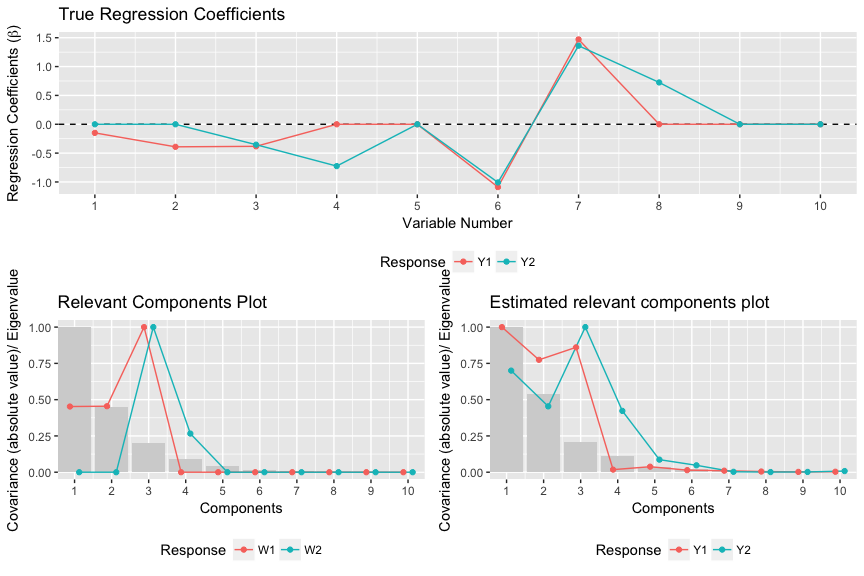 True Regression Coefficients
Regression Coefficients (β)
1.5
1.0
0.5
0.0
-0.5
-1.0
1 2 3 4 5 6 7 8 9 10
Variable Number
Response Y1 Y2
Relevant Components Plot
Covariance (absolute value)/ Eigenvalue
1.00
0.75
0.50
0.25
0.00
1 2 3 4 5 6 7 8 9 10
Components
Response W1 W2
Estimated relevant components plot
Covariance (absolute value)/ Eigenvalue
1.00
0.75
0.50
0.25
0.00
1 2 3 4 5 6 7 8 9 10
Components
Response Y1 Y2